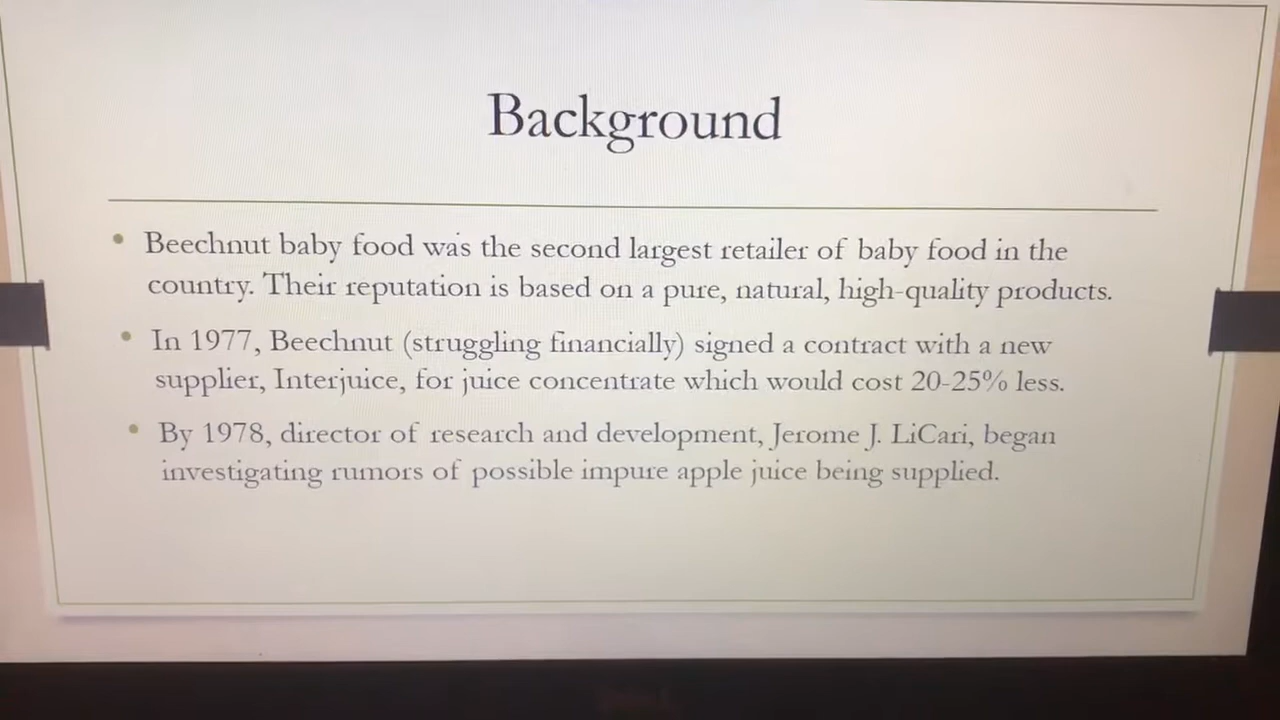 Background
Beechnut baby food was the second largest retailer of baby food in the
country. Their reputation is based on a pure, natural, high-quality products.
In 1977, Beechnut (struggling financially) signed a contract with a new
supplier, Interjuice, for juice concentrate which would cost 20-25% less.
By 1978, director of research and development, Jerome J. LiCari, began
investigating rumors of possible impure apple juice being supplied.